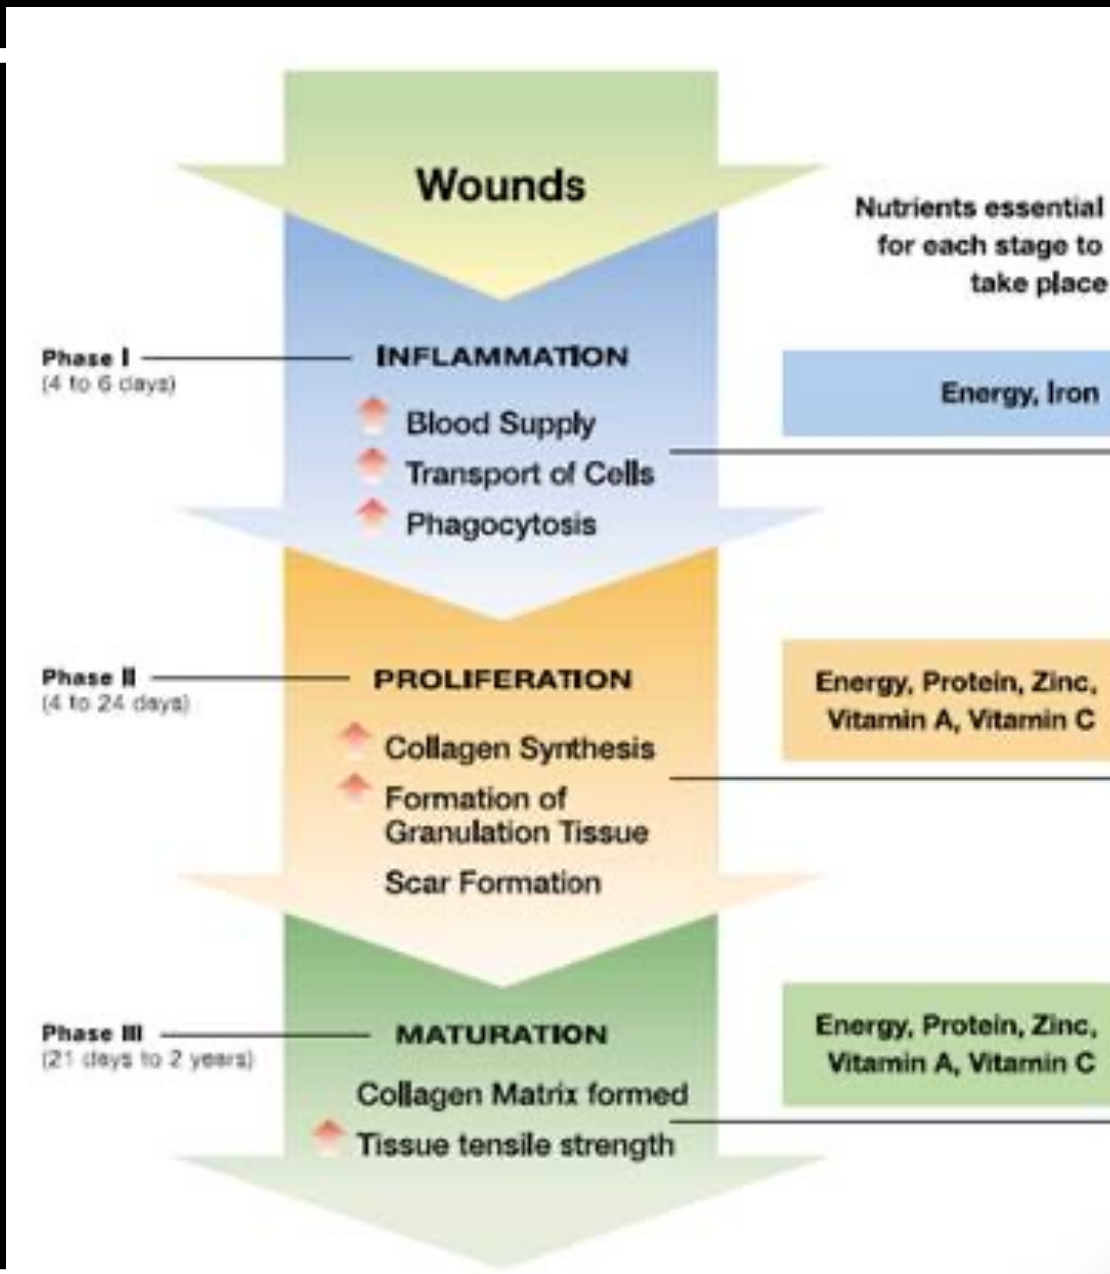 Wounds
Nutrients essential
for each stage to
take place
Phase I
(4 to 6 days)
INFLAMMATION
Blood Supply
Transport of Cells
Phagocytosis
Energy, Iron
Phase II
(4 to 24 days)
PROLIFERATION
Collagen Synthesis
Formation of
Granulation Tissue
Scar Formation
Energy, Protein, Zinc,
Vitamin A, Vitamin C
Phase III
(21 days to 2 years)
MATURATION
Collagen Matrix formed
Tissue tensile strength
Energy, Protein, Zinc,
Vitamin A, Vitamin C